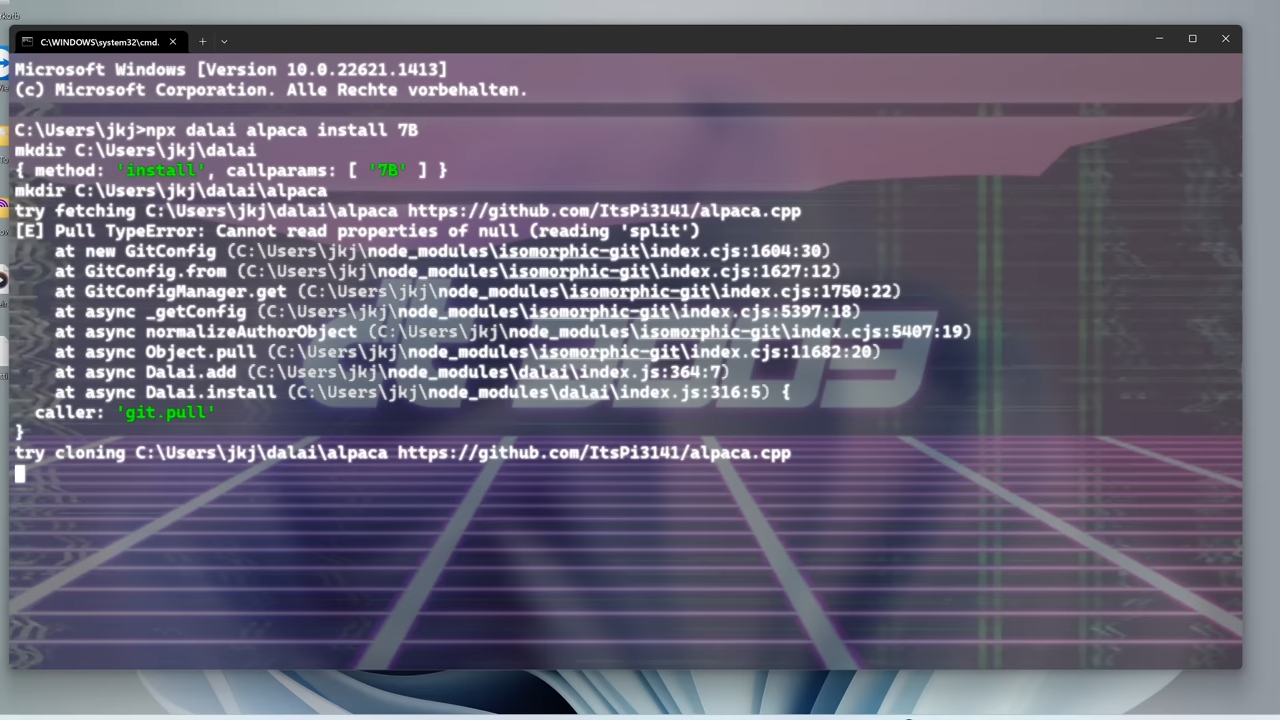 C:\WINDOWS\system32\cmd.
Microsoft Windows [Version 10.0.22621.1413]
(c) Microsoft Corporation. Alle Rechte vorbehalten.
C:\Users\jkj>npx dalai alpaca install 7B
mkdir C:\Users\jkj\dalai
{ method: 'install', callparams: [ '7B' ] }
mkdir C:\Users\jkj\dalai\alpaca
try fetching C:\Users\jkj\dalai\alpaca https://github.com/ItsPi3141/alpaca.cpp
[E] Pull TypeError: Cannot read properties of null (reading 'split')
at new GitConfig (C:\Users\jkj\node_modules\isomorphic-git\index.cjs:1604:30)
at GitConfig.from (C:\Users\jkj\node_modules\isomorphic-git\index.cjs:1627:12)
at GitConfigManager.get (C:\Users\jkj\node_modules\isomorphic-git\index.cjs:1750:22)
at async _getConfig (C:\Users\jkj\node_modules\isomorphic-git\index.cjs:5397:18)
at async normalizeAuthorObject (C:\Users\jkj\node_modules\isomorphic-git\index.cjs:5407:19)
at async Object.pull (C:\Users\jkj\node_modules\isomorphic-git\index.cjs:11682:20)
at async Dalai.add (C:\Users\jkj\node_modules\dalai\index.js:364:7)
at async Dalai.install (C:\Users\jkj\node_modules\dalai\index.js:316:5) {
caller: 'git.pull'
}
try cloning C:\Users\jkj\dalai\alpaca https://github.com/ItsPi3141/alpaca.cpp